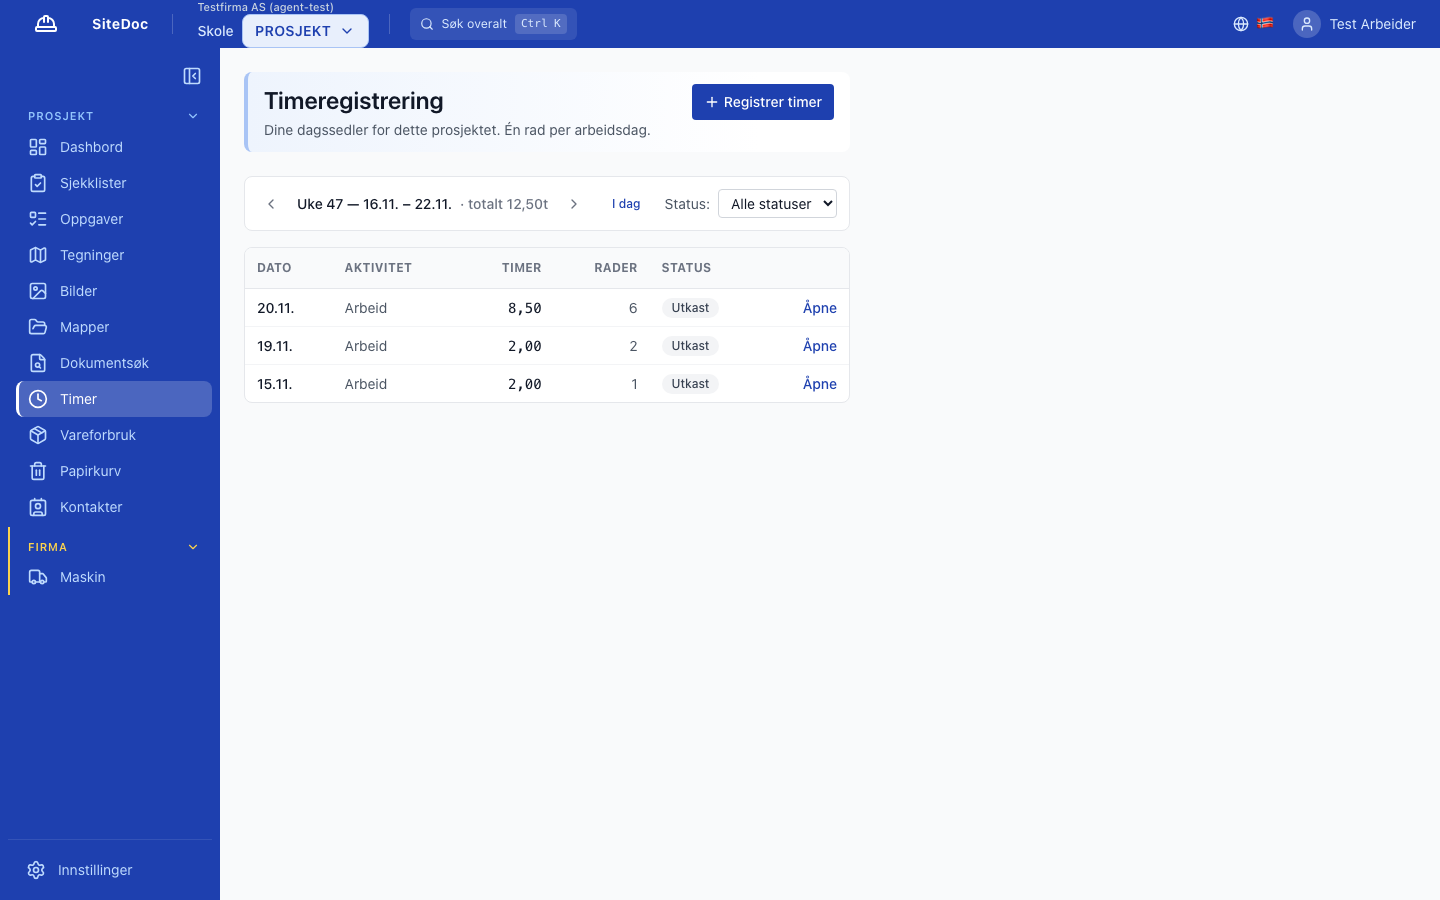 Testfirma AS (agent-test)
SiteDoc
Skole
PROSJEKT
Søk overalt
Ctrl K
Test Arbeider
PROSJEKT
Dashbord
Sjekklister
Oppgaver
Tegninger
Bilder
Mapper
Dokumentsøk
Timer
Vareforbruk
Papirkurv
Kontakter
FIRMA
Maskin
Innstillinger
Timeregistrering
Registrer timer
Dine dagssedler for dette prosjektet. Én rad per arbeidsdag.
Uke 47 — 16.11. – 22.11. · totalt 12,50t
I dag
Status: Alle statuser
DATO AKTIVITET TIMER RADER STATUS
20.11. Arbeid 8,50 6 Utkast Åpne
19.11. Arbeid 2,00 2 Utkast Åpne
15.11. Arbeid 2,00 1 Utkast Åpne